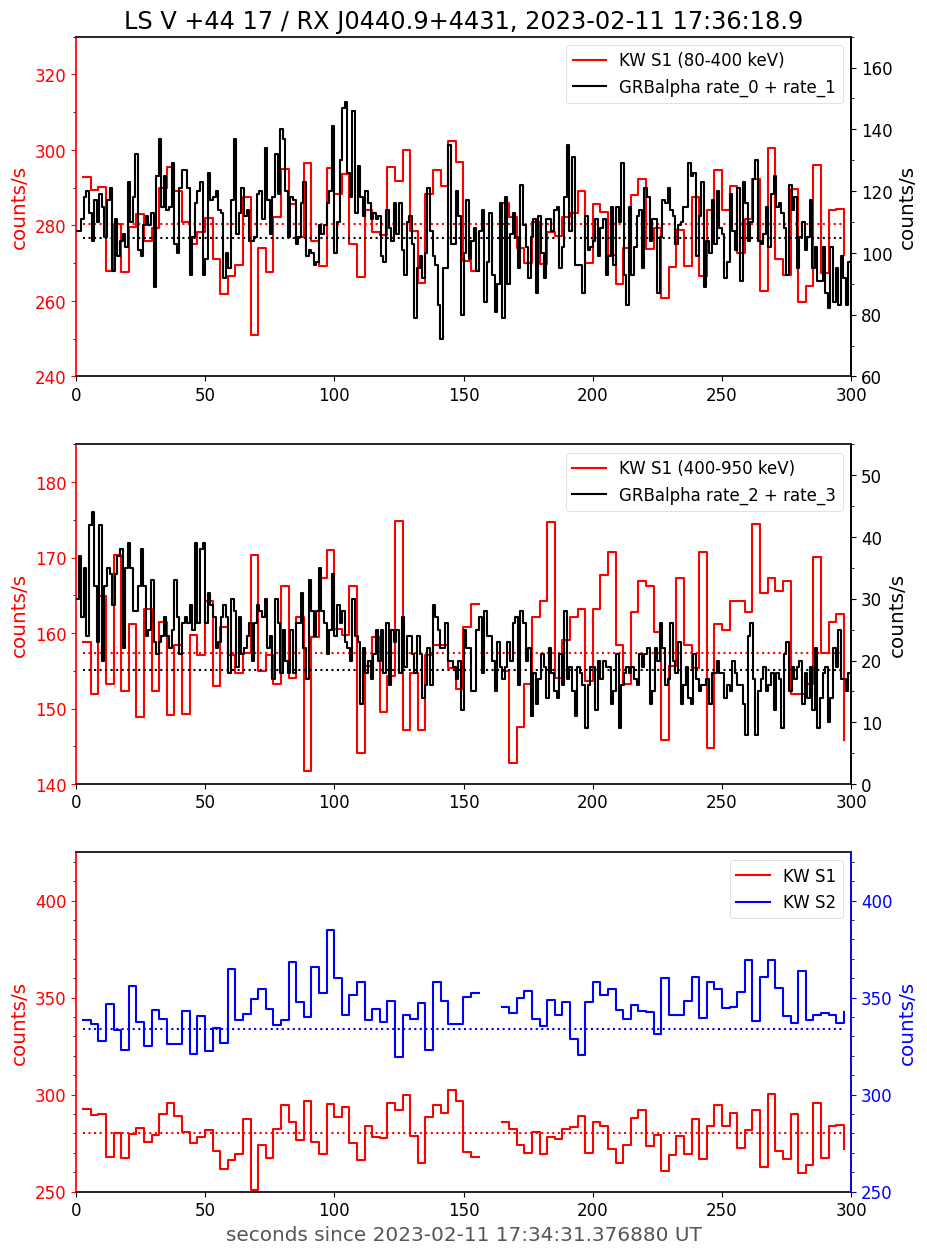 LS V +44 17 / RX J0440.9+4431, 2023-02-11 17:36:18.9
KW S1 (80-400 keV)
GRBalpha rate_0 + rate_1
counts/s
320
300
280
260
240
counts/s
160
140
120
100
80
60
0 50 100 150 200 250 300
KW S1 (400-950 keV)
GRBalpha rate_2 + rate_3
counts/s
180
170
160
150
140
counts/s
50
40
30
20
10
0
0 50 100 150 200 250 300
KW S1
KW S2
counts/s
400
350
300
250
counts/s
400
350
300
250
0 50 100 150 200 250 300
seconds since 2023-02-11 17:34:31.376880 UT